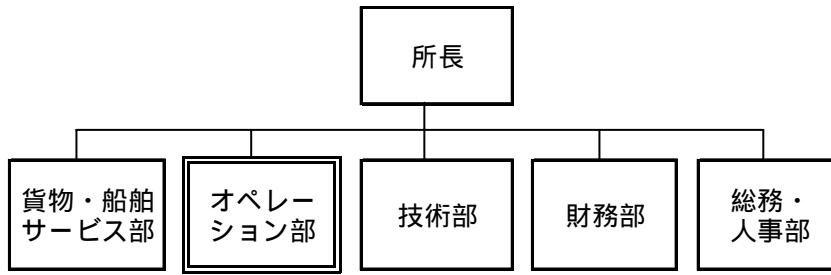 所長
貨物・船舶
サービス部
オペレー
ション部
技術部
財務部
総務・
人事部